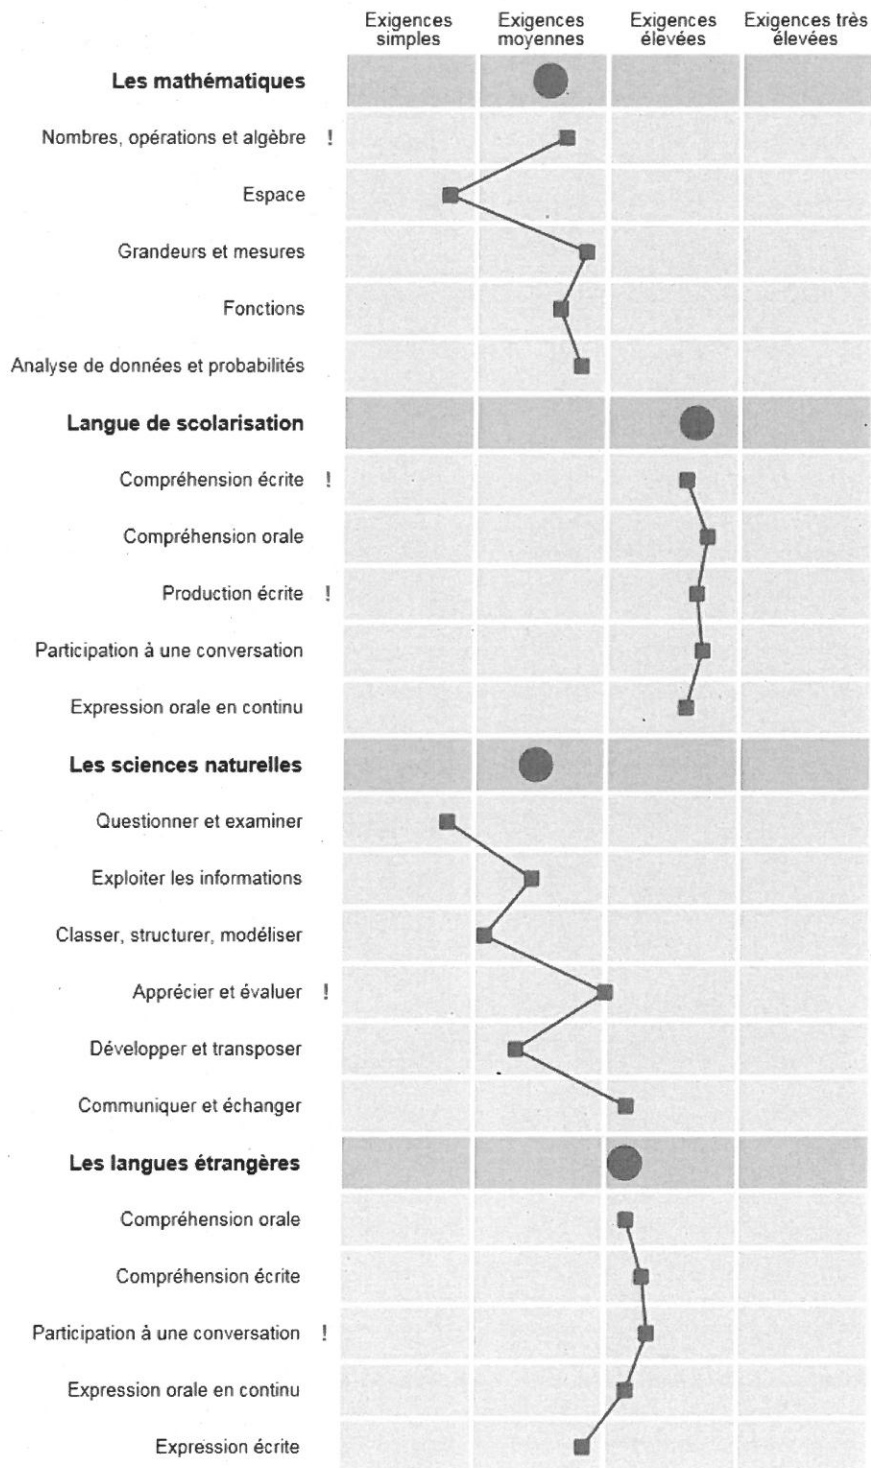 Exigences simples
Exigences moyennes
Exigences élevées
Exigences très élevées
Les mathématiques
Nombres, opérations et algèbre !
Espace
Grandeurs et mesures
Fonctions
Analyse de données et probabilités
Langue de scolarisation
Compréhension écrite !
Compréhension orale
Production écrite !
Participation à une conversation
Expression orale en continu
Les sciences naturelles
Questionner et examiner
Exploiter les informations
Classer, structurer, modéliser
Apprécier et évaluer !
Développer et transposer
Communiquer et échanger
Les langues étrangères
Compréhension orale
Compréhension écrite
Participation à une conversation !
Expression orale en continu
Expression écrite